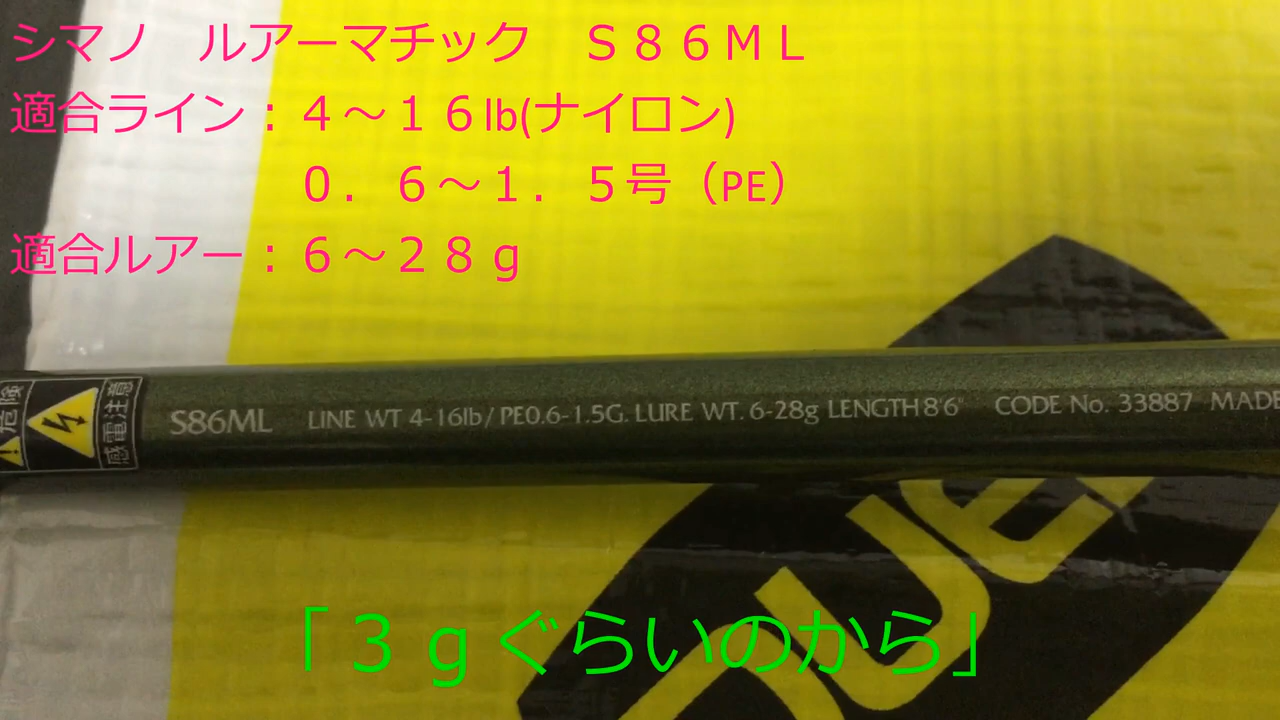 シマノ　ルアーマチック　Ｓ８６ＭＬ
適合ライン：４～１６lb(ナイロン)
０．６～１．５号（PE）
適合ルアー：６～２８ｇ
危険
感電注意
S86ML LINE WT 4-16lb/PE0.6-1.5G. LURE WT. 6-28g LENGTH8'6" CODE No. 33887 MADE
DUEL
「３ｇぐらいのから」